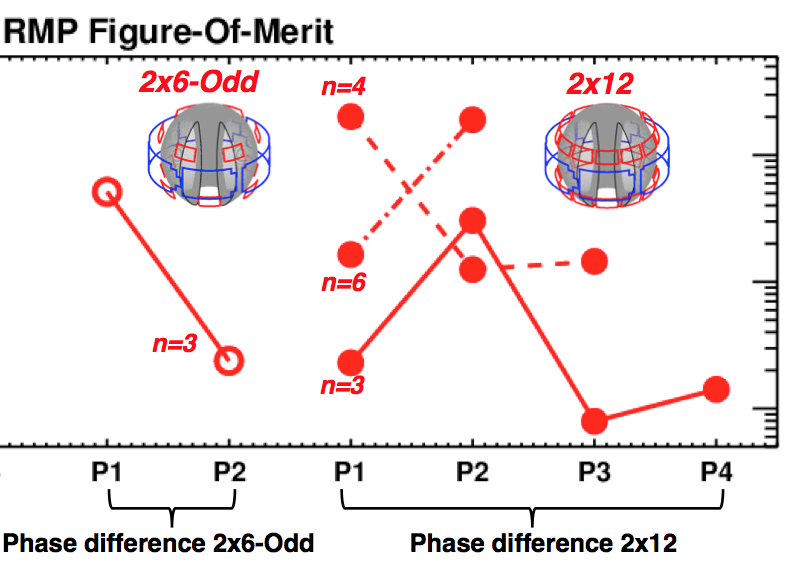 RMP Figure-Of-Merit
2x6-Odd
n=4
2x12
n=6
n=3
n=3
P1 P2 P1 P2 P3 P4
Phase difference 2x6-Odd Phase difference 2x12